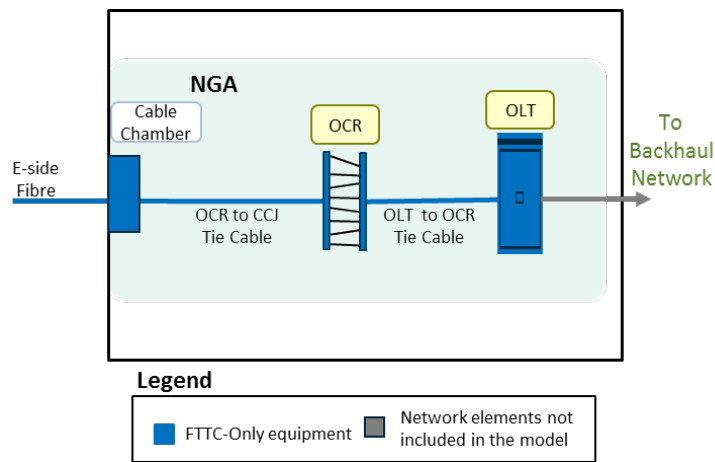 NGA
Cable
Chamber
OCR
OLT
To
Backhaul
Network
E-side
Fibre
OCR to CCJ
Tie Cable
OLT to OCR
Tie Cable
Legend
FTTC-Only equipment
Network elements not
included in the model